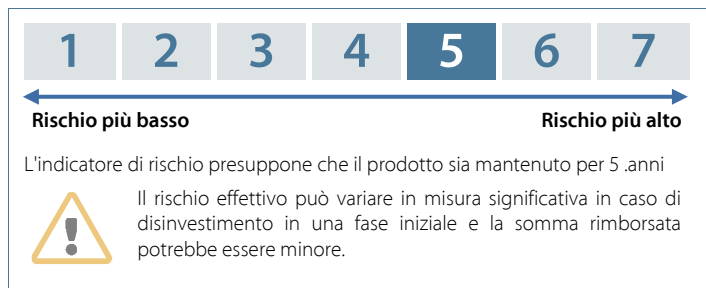 1 2 3 4 5 6 7
Rischio più basso Rischio più alto
L'indicatore di rischio presuppone che il prodotto sia mantenuto per 5 .anni
Il rischio effettivo può variare in misura significativa in caso di
disinvestimento in una fase iniziale e la somma rimborsata
potrebbe essere minore.